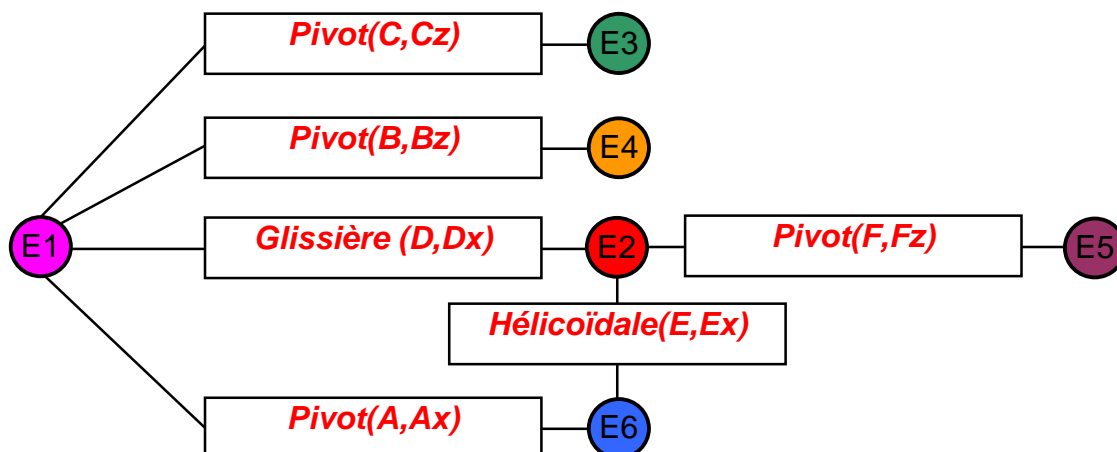 Pivot(C,Cz)
E3
Pivot(B,Bz)
E4
E1
Glissière (D,Dx)
E2
Pivot(F,Fz)
E5
Hélicoïdale(E,Ex)
Pivot(A,Ax)
E6